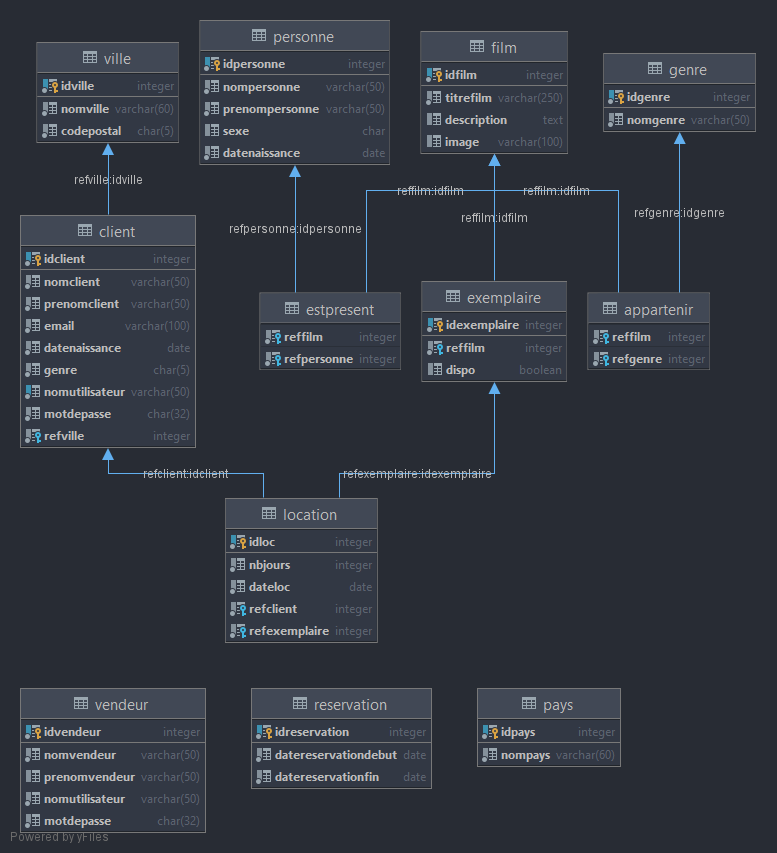 ville
idville integer
nomville varchar(60)
codepostal char(5)
personne
idpersonne integer
nompersonne varchar(50)
prenompersonne varchar(50)
sexe char
datenaissance date
film
idfilm integer
titrefilm varchar(250)
description text
image varchar(100)
genre
idgenre integer
nomgenre varchar(50)
refville:idville
refpersonne:idpersonne
reffilm:idfilm
reffilm:idfilm
reffilm:idfilm
refgenre:idgenre
client
idclient integer
nomclient varchar(50)
prenomclient varchar(50)
email varchar(100)
datenaissance date
genre char(5)
nomutilisateur varchar(50)
motdepasse char(32)
refville integer
estpresent
reffilm integer
refpersonne integer
exemplaire
idexemplaire integer
reffilm integer
dispo boolean
appartenir
reffilm integer
refgenre integer
refclient:idclient
refexemplaire:idexemplaire
location
idloc integer
nbjours integer
dateloc date
refclient integer
refexemplaire integer
vendeur
idvendeur integer
nomvendeur varchar(50)
prenomvendeur varchar(50)
nomutilisateur varchar(50)
motdepasse char(32)
reservation
idreservation integer
datereservationdebut date
datereservationfin date
pays
idpays integer
nompays varchar(60)
Powered by yFiles